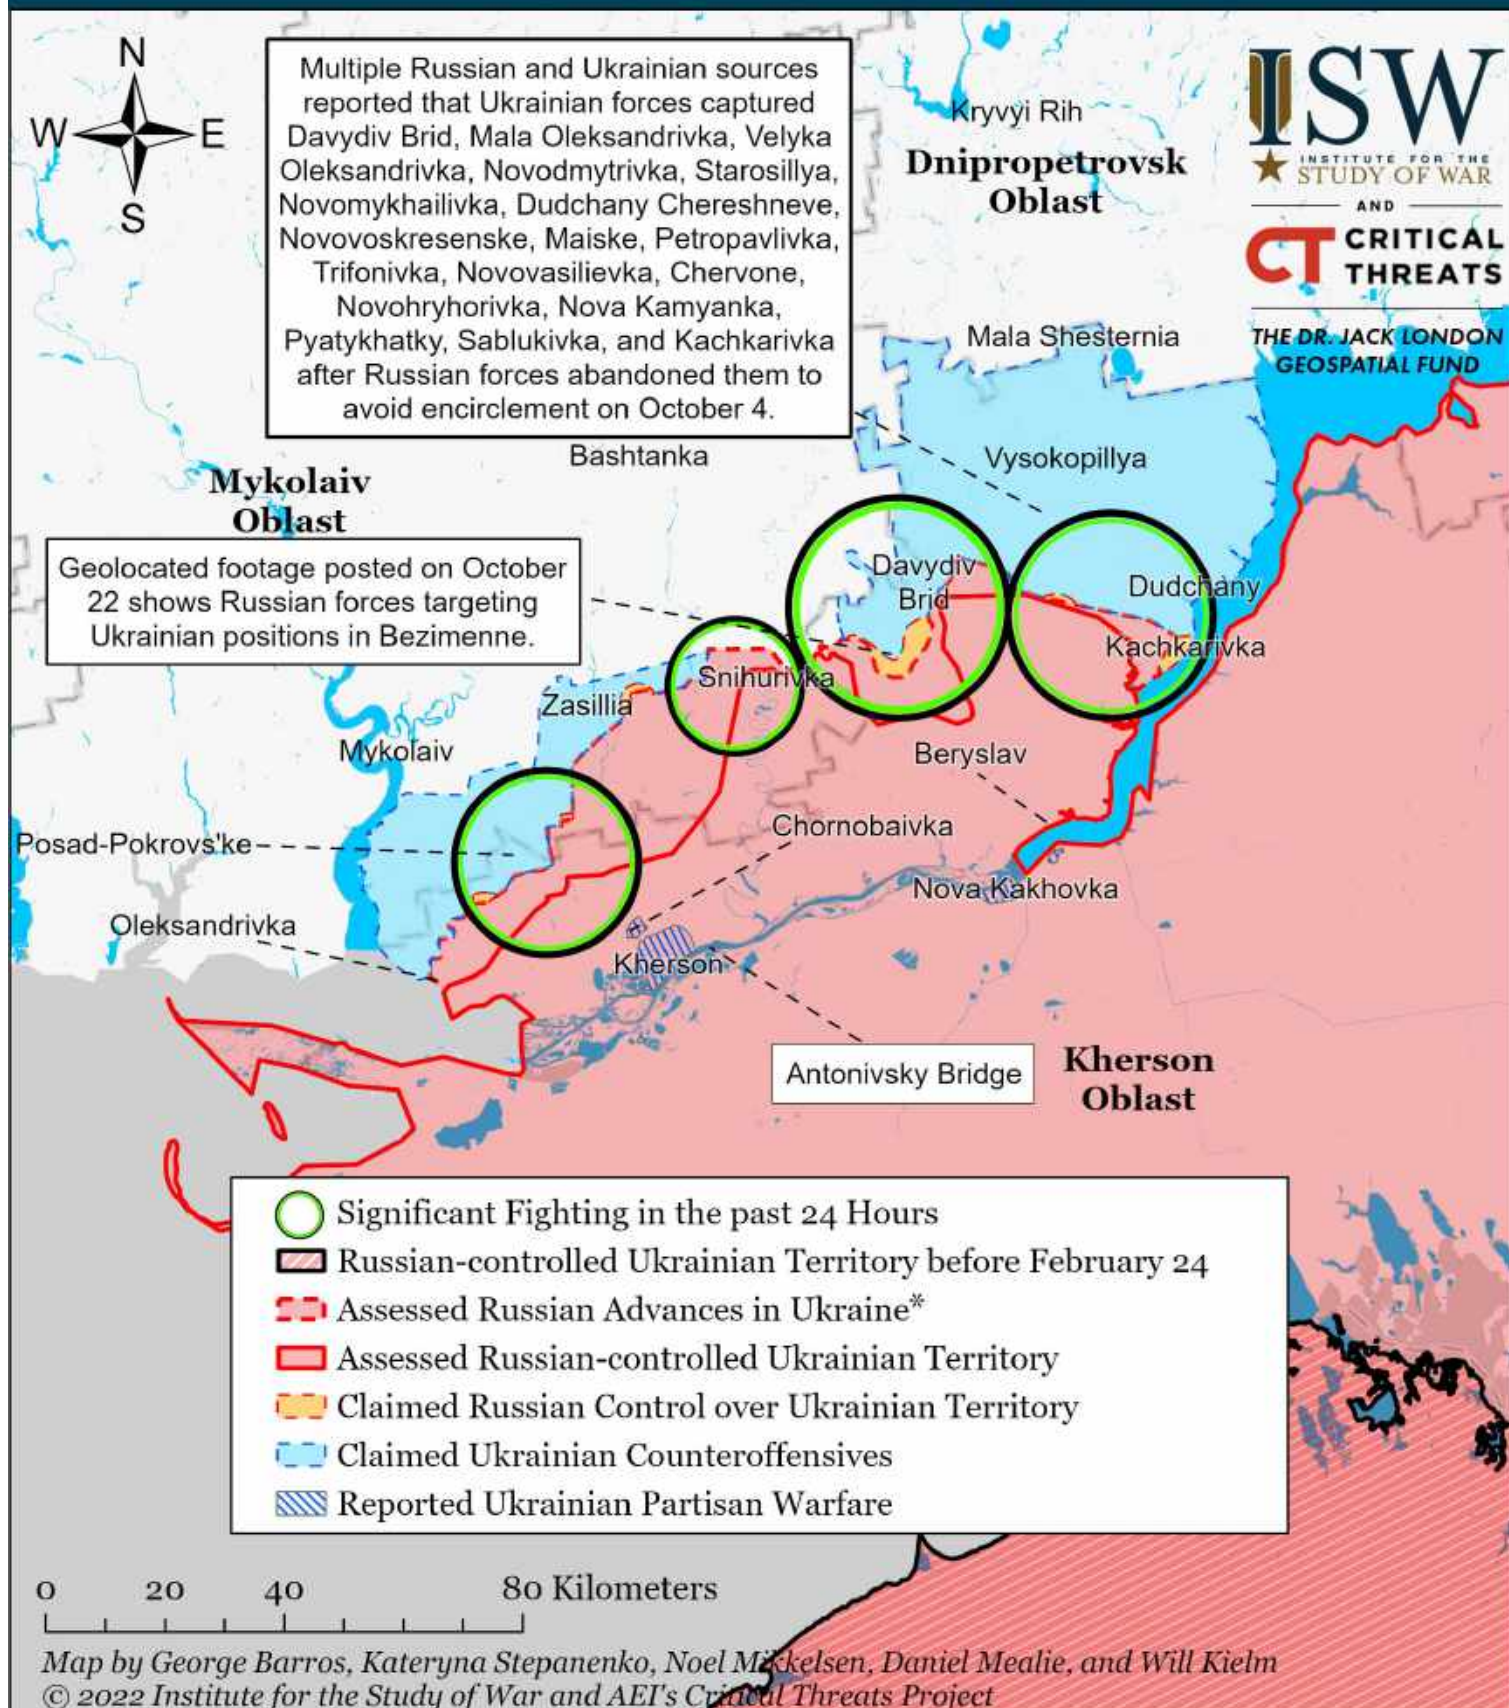 N
W E
S
Multiple Russian and Ukrainian sources
reported that Ukrainian forces captured
Davydiv Brid, Mala Oleksandrivka, Velyka
Oleksandrivka, Novodmytrivka, Starosillya,
Novomykhailivka, Dudchany Chereshneve,
Novovoskresenske, Maiske, Petropavlivka,
Trifonivka, Novovasilievka, Chervone,
Novohryhorivka, Nova Kamyanka,
Pyatykhatky, Sablukivka, and Kachkarivka
after Russian forces abandoned them to
avoid encirclement on October 4.
Kryvyi Rih
Dnipropetrovsk
Oblast
ISW
INSTITUTE FOR THE
STUDY OF WAR
AND
CT CRITICAL
THREATS
THE DR. JACK LONDON
GEOSPATIAL FUND
Mala Shesternia
Bashtanka
Vysokopillya
Mykolaiv
Oblast
Geolocated footage posted on October
22 shows Russian forces targeting
Ukrainian positions in Bezimenne.
Davydiv
Brid
Dudchany
Kachkarivka
Snihurivka
Zasillia
Mykolaiv
Beryslav
Chornobaivka
Posad-Pokrovs'ke
Nova Kakhovka
Oleksandrivka
Kherson
Antonivsky Bridge
Kherson
Oblast
Significant Fighting in the past 24 Hours
Russian-controlled Ukrainian Territory before February 24
Assessed Russian Advances in Ukraine*
Assessed Russian-controlled Ukrainian Territory
Claimed Russian Control over Ukrainian Territory
Claimed Ukrainian Counteroffensives
Reported Ukrainian Partisan Warfare
0 20 40 80 Kilometers
Map by George Barros, Kateryna Stepanenko, Noel Mikkelsen, Daniel Mealie, and Will Kielm
© 2022 Institute for the Study of War and AEI's Critical Threats Project